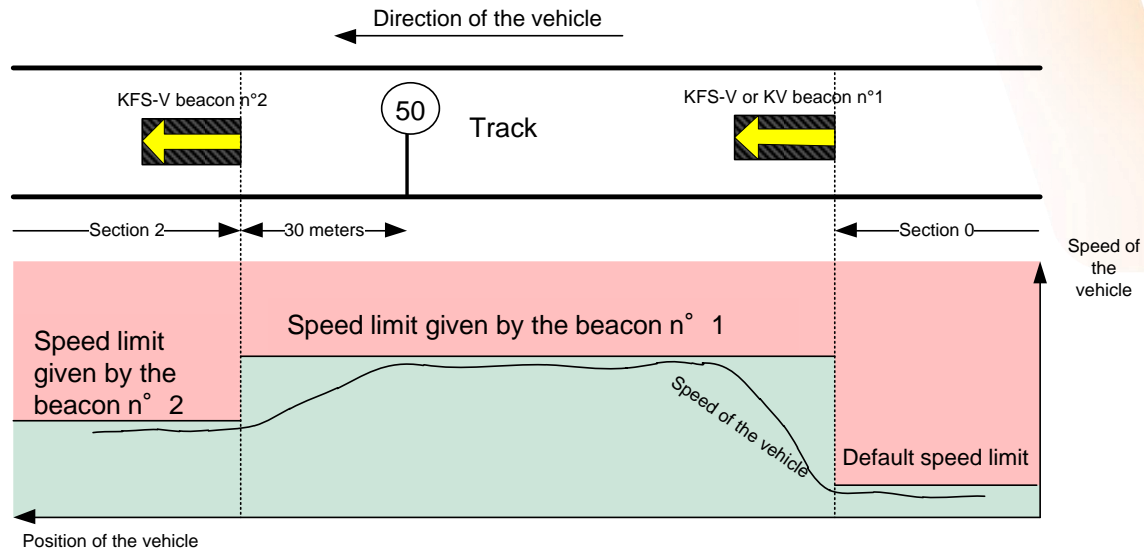 Direction of the vehicle
KFS-V beacon n°2
50
Track
KFS-V or KV beacon n°1
Section 2
30 meters
Section 0
Speed of
the
vehicle
Speed limit given by the beacon n° 1
Speed limit
given by the
beacon n° 2
Speed of the vehicle
Default speed limit
Position of the vehicle